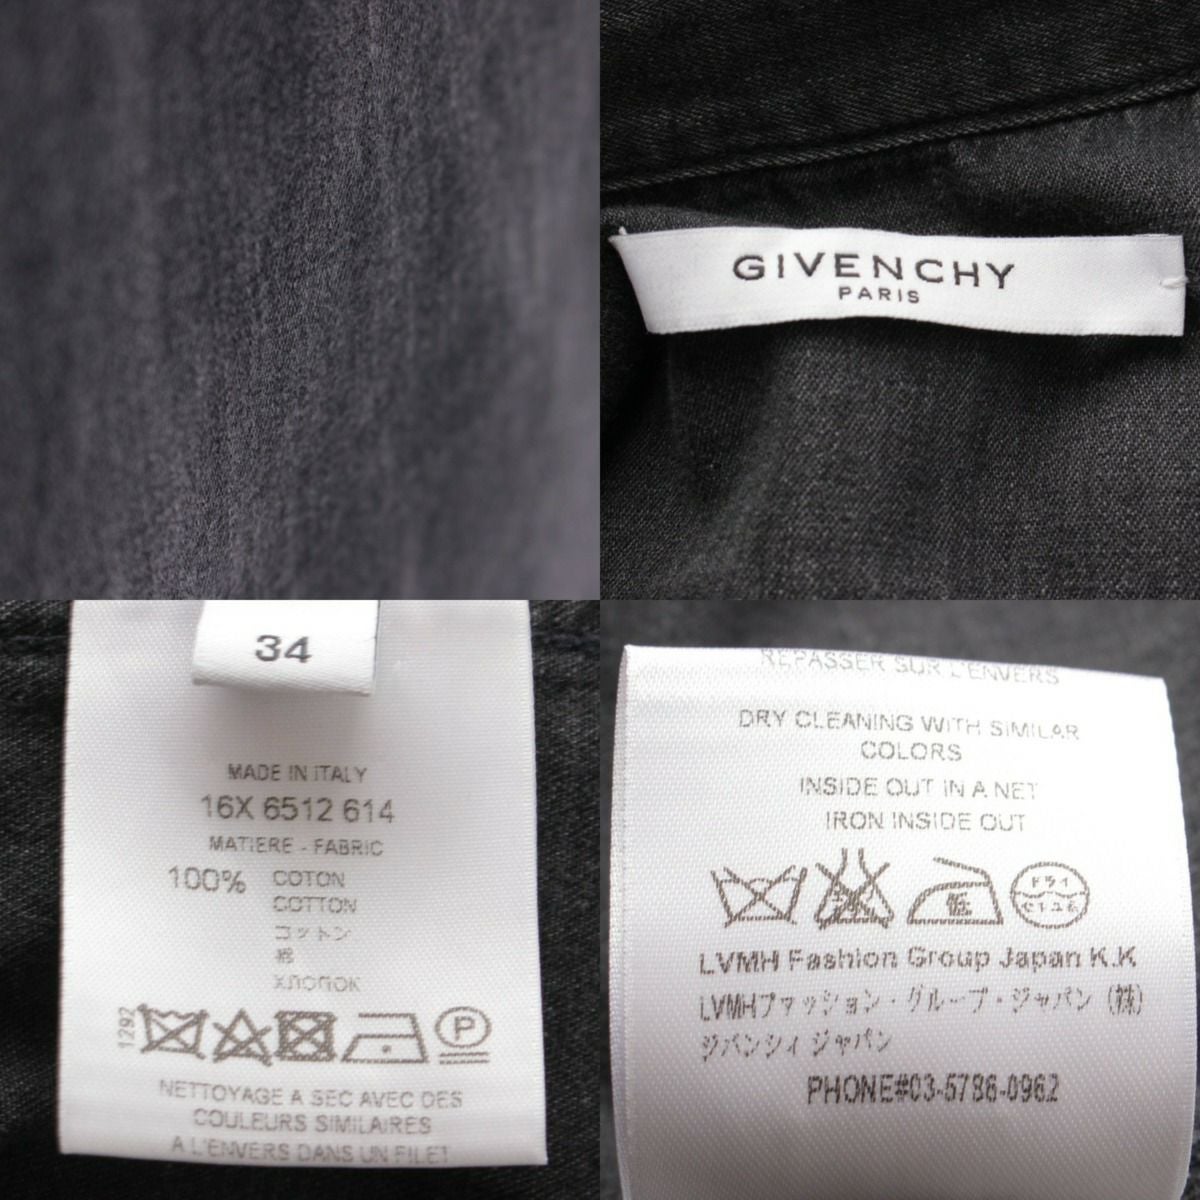 GIVENCHY
PARIS
34
MADE IN ITALY
16X 6512 614
MATIERE - FABRIC
100% COTON
COTTON
コットン
棉
ХЛОПОК
1292
P
NETTOYAGE A SEC AVEC DES
COULEURS SIMILAIRES
A L'ENVERS DANS UN FILET
REPASSER SUR L'ENVERS
DRY CLEANING WITH SIMILAR
COLORS
INSIDE OUT IN A NET
IRON INSIDE OUT
低
ドライ
セキユ系
LVMH Fashion Group Japan K.K
LVMHファッション・グループ・ジャパン (株)
ジバンシィ ジャパン
PHONE#03-5786-0962